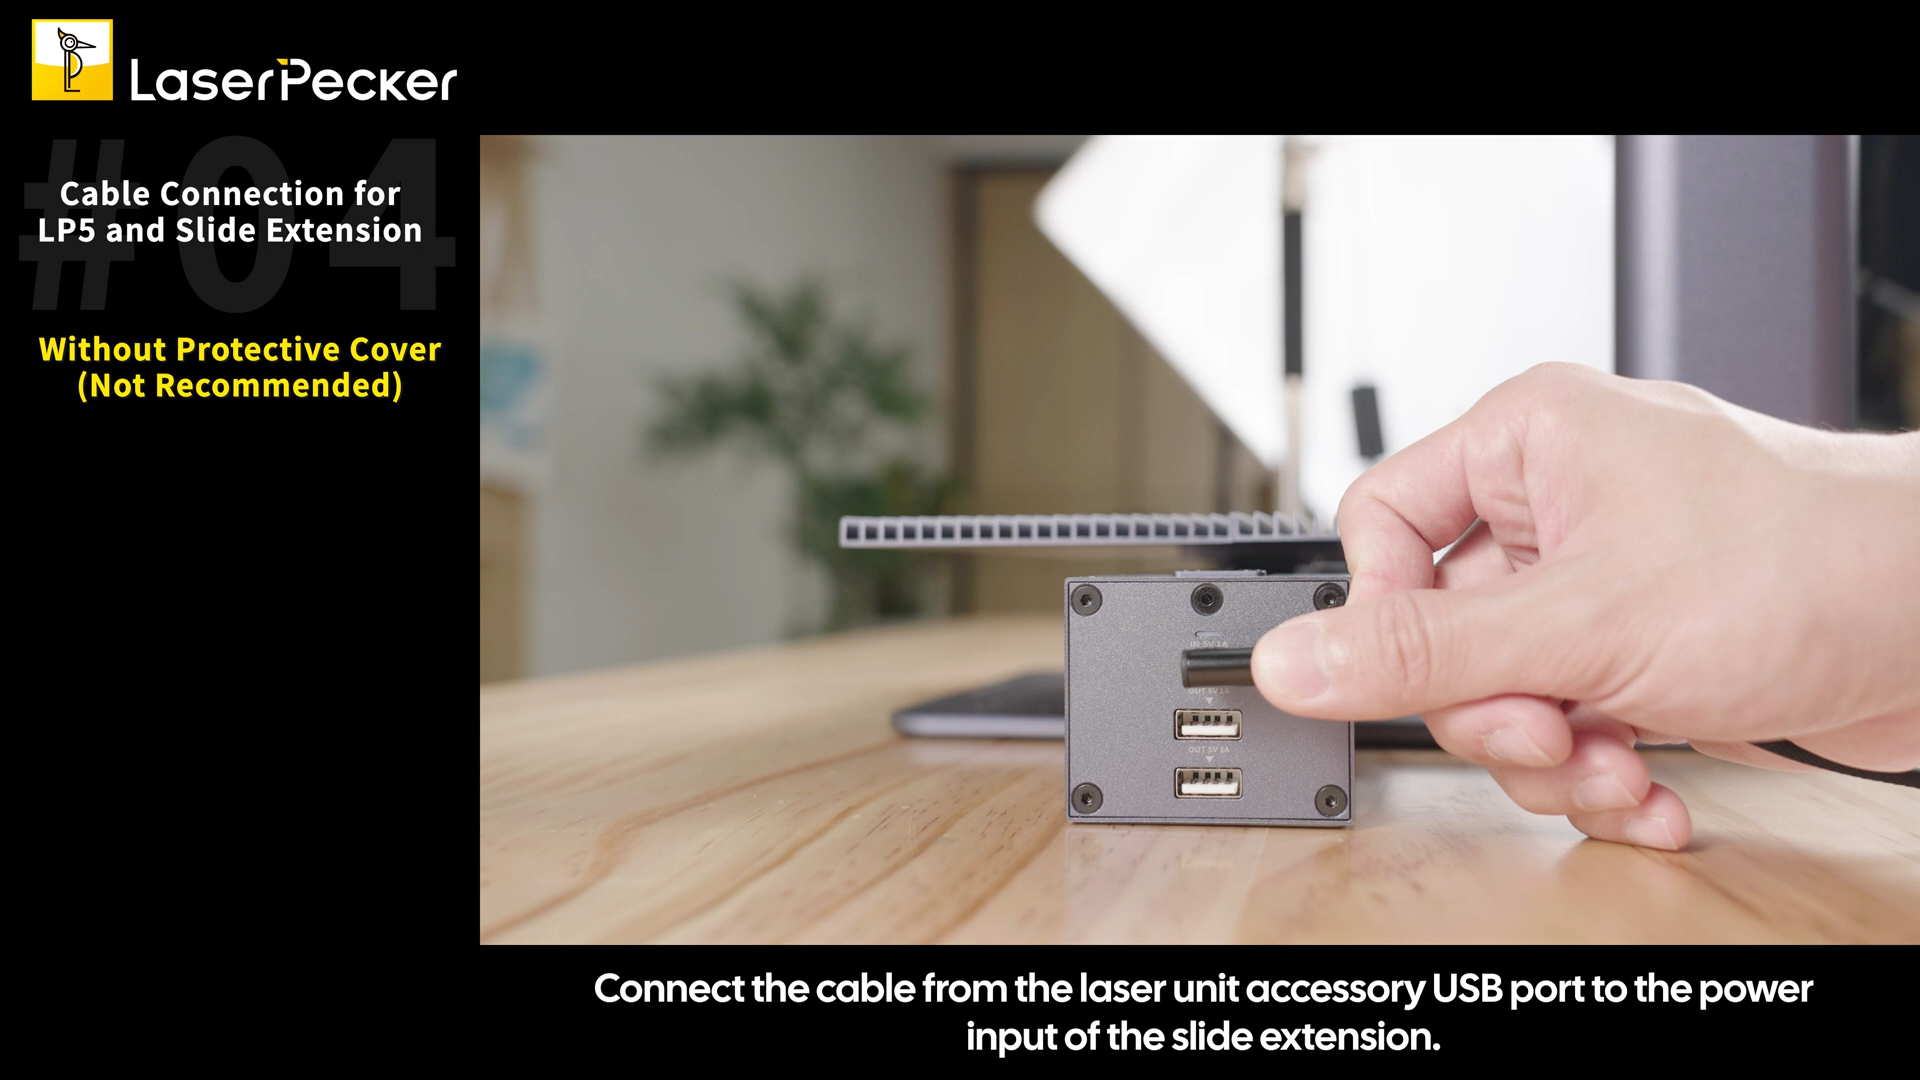 LaserPecker
#04
Cable Connection for
LP5 and Slide Extension
Without Protective Cover
(Not Recommended)
IN 5V 1A
OUT 5V 1A
OUT 5V 1A
Connect the cable from the laser unit accessory USB port to the power
input of the slide extension.